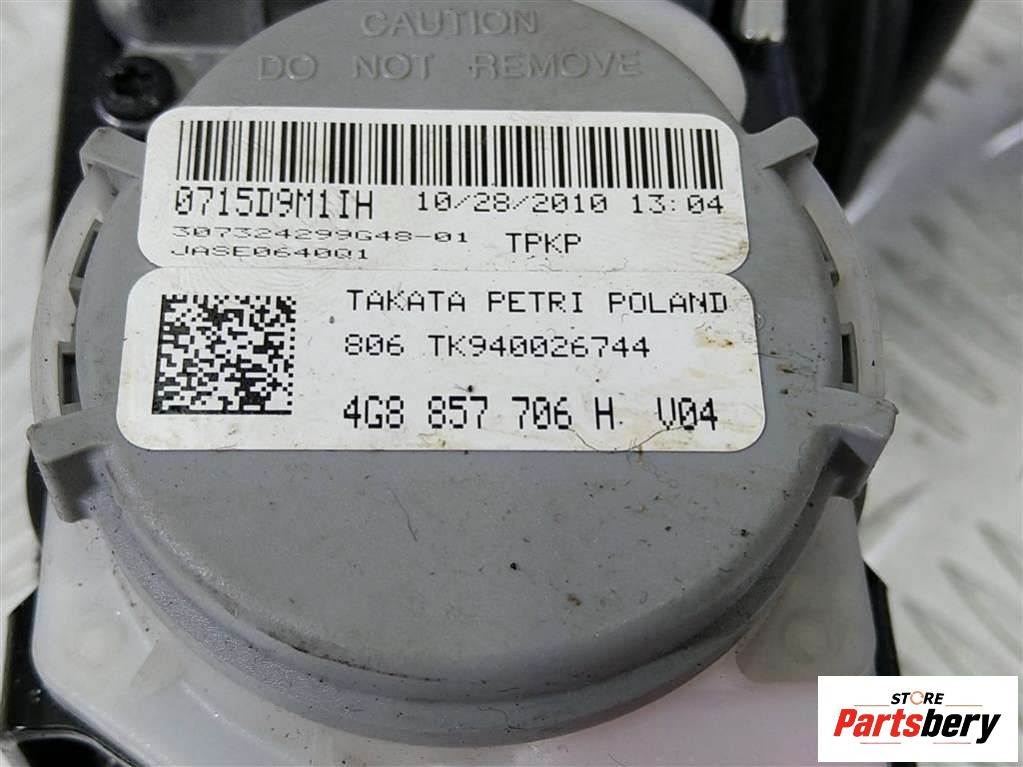 CAUTION
DO NOT REMOVE
0715D9M1IH 10/28/2010 13:04
307324299G48-01 TPKP
JASE0640Q1
TAKATA PETRI POLAND
806 TK940026744
4G8 857 706 H V04
STORE
Partsbery